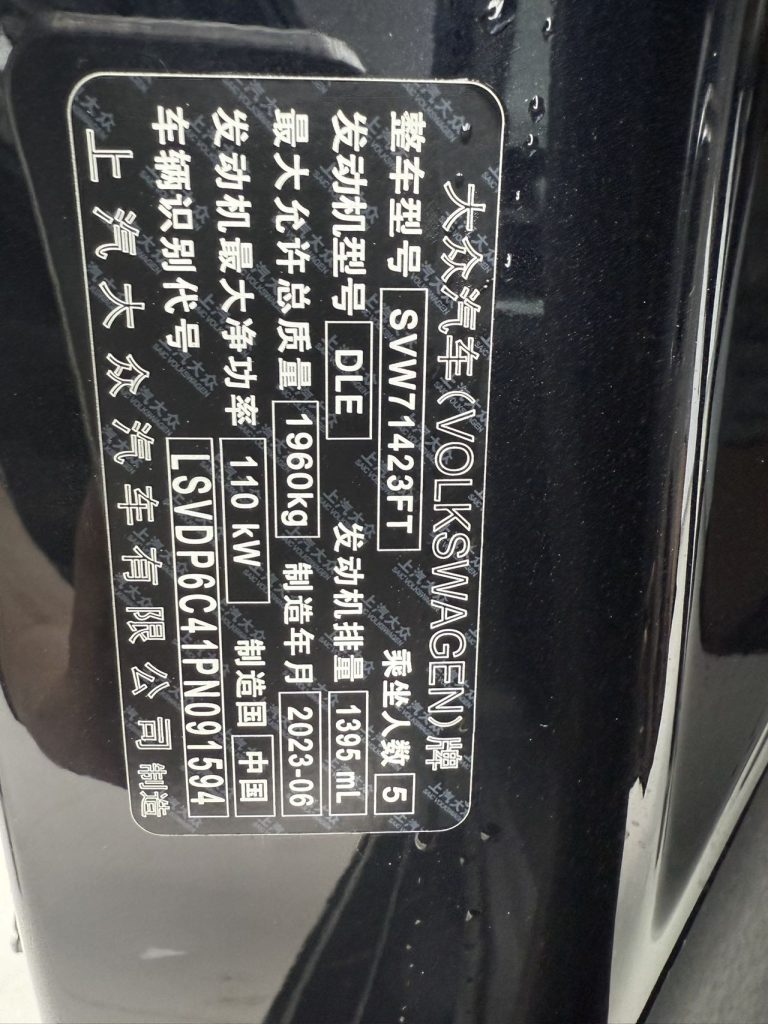 大众汽车(VOLKSWAGEN)牌
整车型号 SVW71423FT 乘坐人数 5
发动机型号 DLE 发动机排量 1395 mL
最大允许总质量 1960kg 制造年月 2023-06
发动机最大净功率 110 kW 制造国 中国
车辆识别代号 LSVDP6C41PN091594
上汽大众汽车有限公司 制造